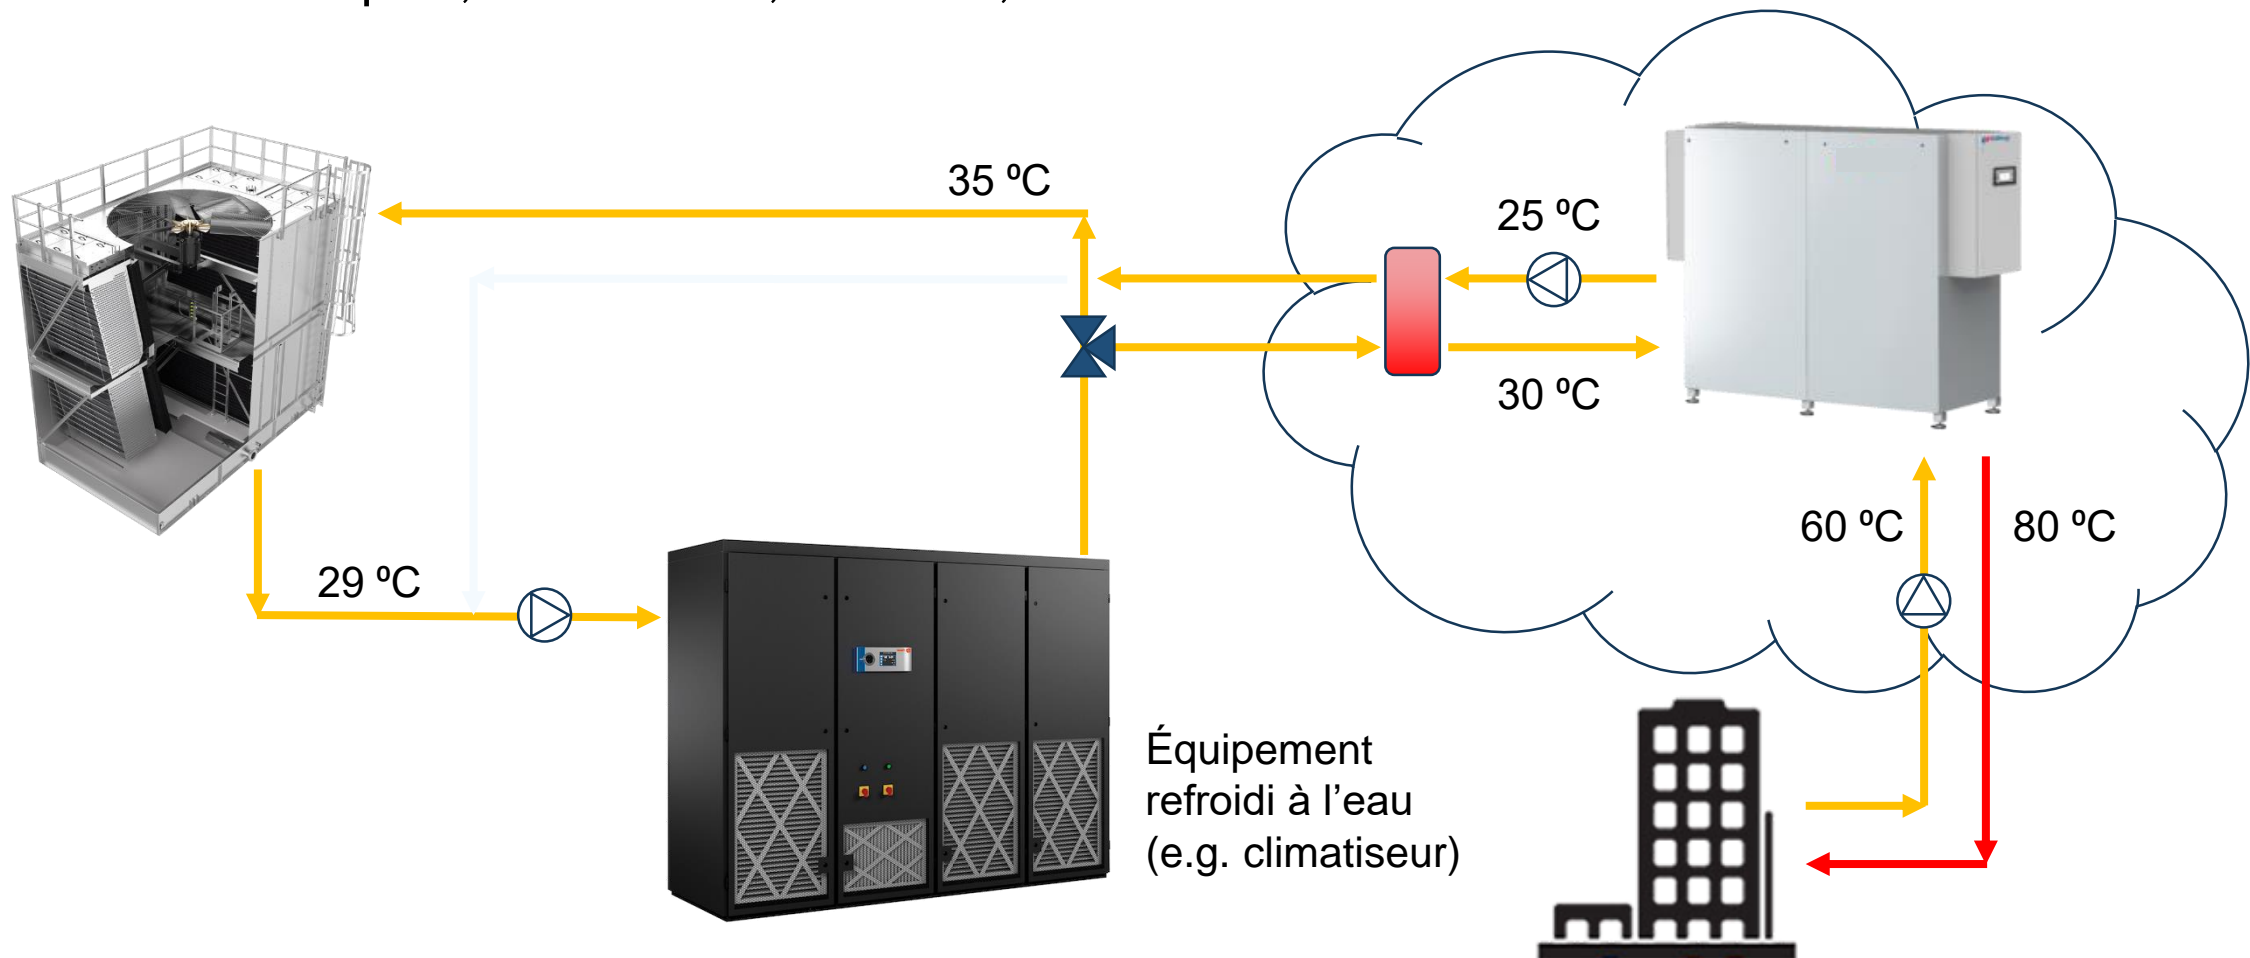 35 ºC
25 ºC
30 ºC
60 ºC
80 ºC
29 ºC
Équipement
refroidi à l’eau
(e.g. climatiseur)